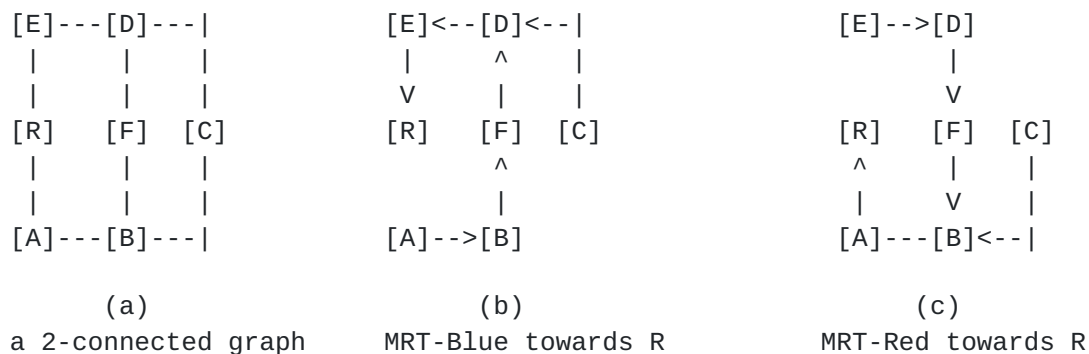 [E]---[D]---|           [E]<--[D]<--|                [E]-->[D]
 |     |    |            |     ^    |                       |
 |     |    |            V     |    |                       V
[R]   [F]  [C]          [R]   [F]  [C]               [R]   [F]  [C]
 |     |    |                  ^                      ^     |    |
 |     |    |                  |                      |     V    |
[A]---[B]---|           [A]-->[B]                    [A]---[B]<--|
      (a)                     (b)                         (c)
a 2-connected graph     MRT-Blue towards R          MRT-Red towards R